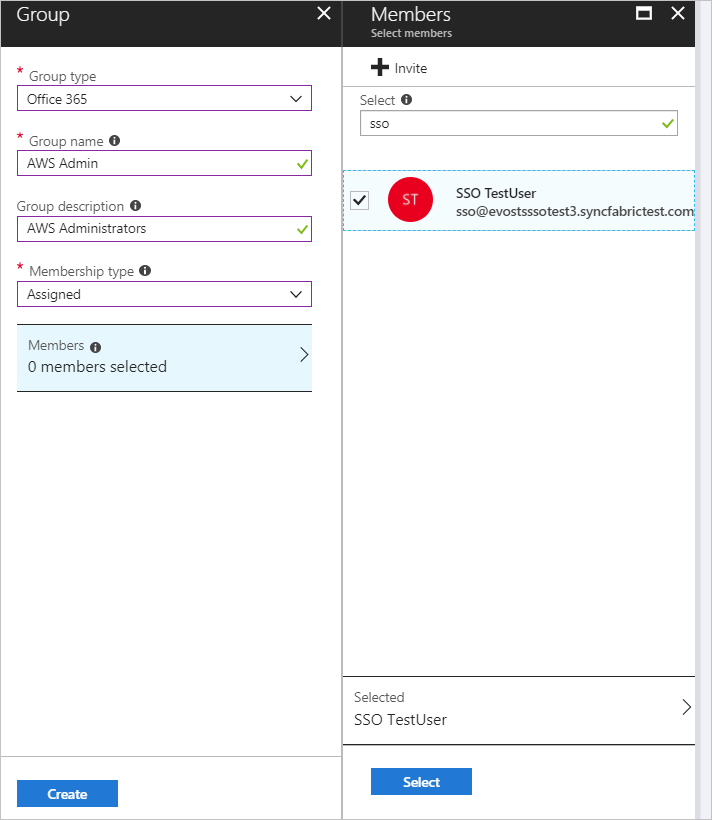 Group
* Group type
Office 365
* Group name
AWS Admin
Group description
AWS Administrators
* Membership type
Assigned
Members
0 members selected
Create
Members
Select members
Invite
Select
sso
ST
SSO TestUser
sso@evostsssotest3.syncfabrictest.com
Selected
SSO TestUser
Select